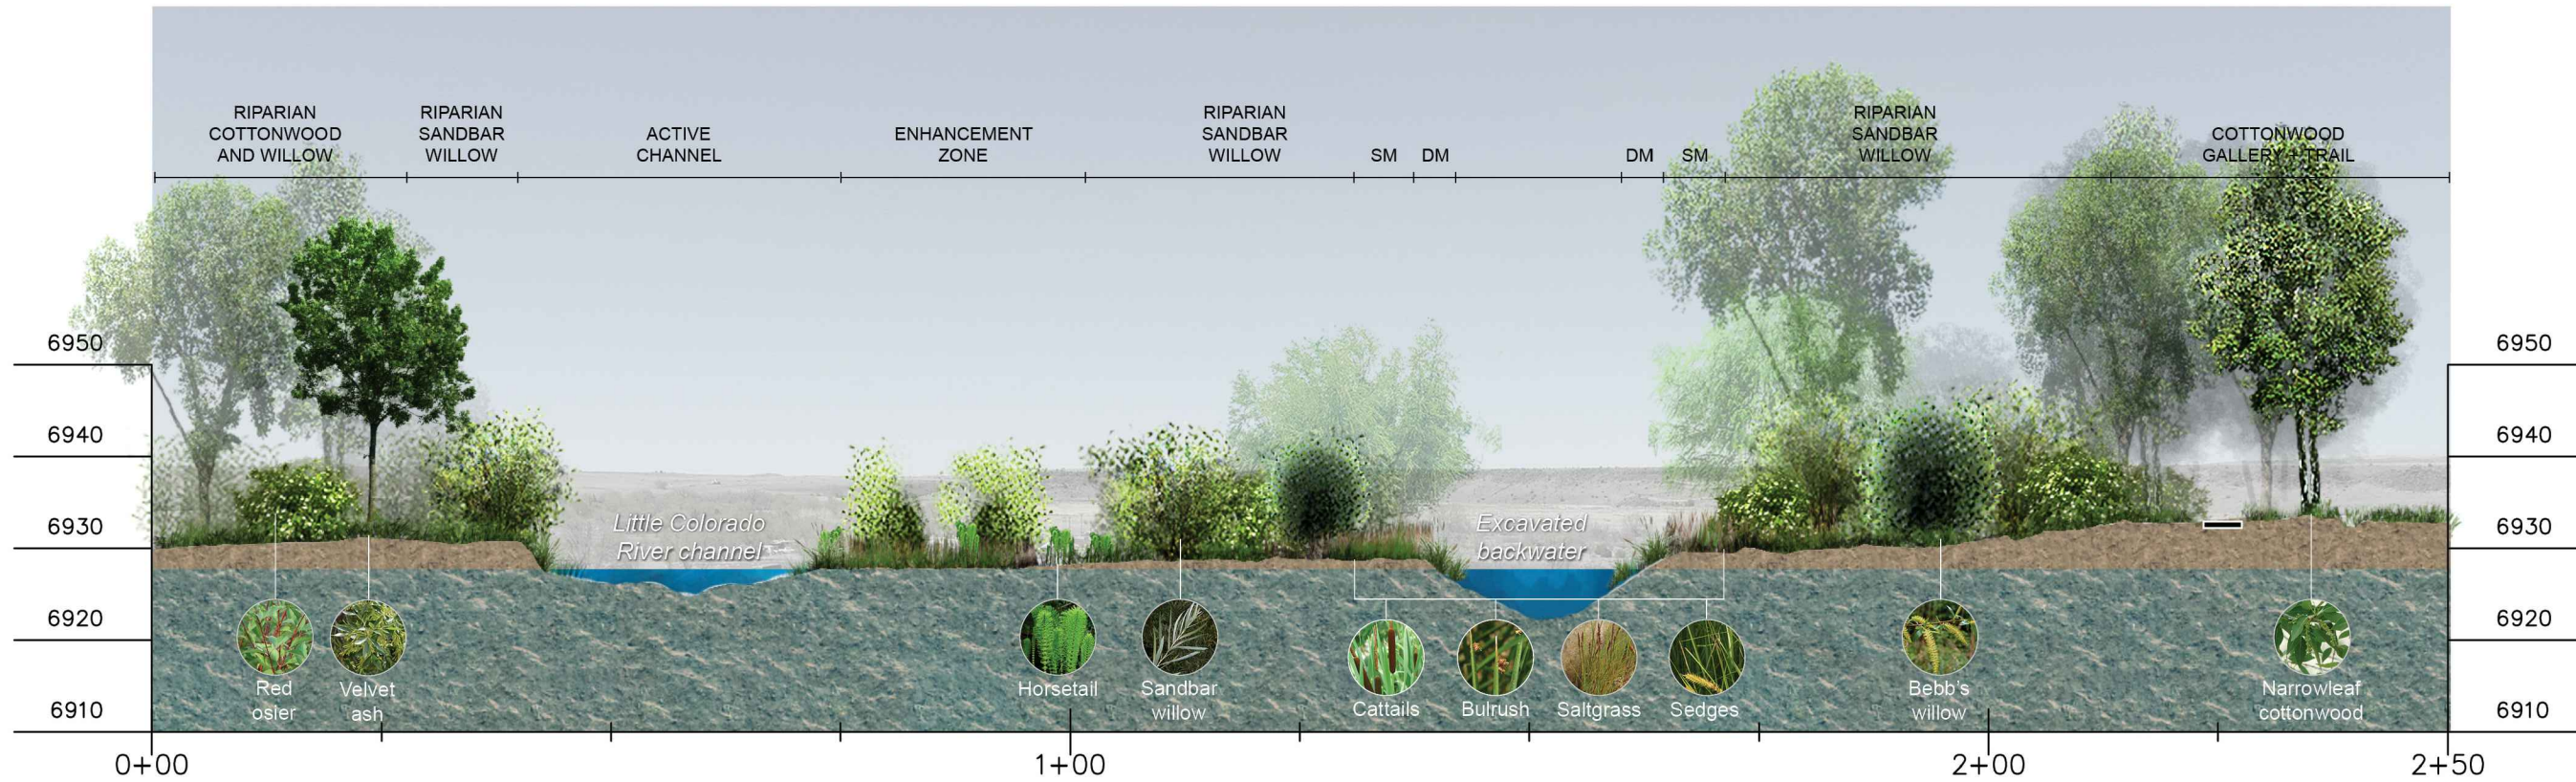 RIPARIAN
COTTONWOOD
AND WILLOW
RIPARIAN
SANDBAR
WILLOW
ACTIVE
CHANNEL
ENHANCEMENT
ZONE
RIPARIAN
SANDBAR
WILLOW
SM
DM
DM
SM
RIPARIAN
SANDBAR
WILLOW
COTTONWOOD
GALLERY + TRAIL
6950
6940
6930
6920
6910
6950
6940
6930
6920
6910
Little Colorado
River channel
Excavated
backwater
Red
osier
Velvet
ash
Horsetail
Sandbar
willow
Cattails
Bulrush
Saltgrass
Sedges
Bebb's
willow
Narrowleaf
cottonwood
0+00
1+00
2+00
2+50